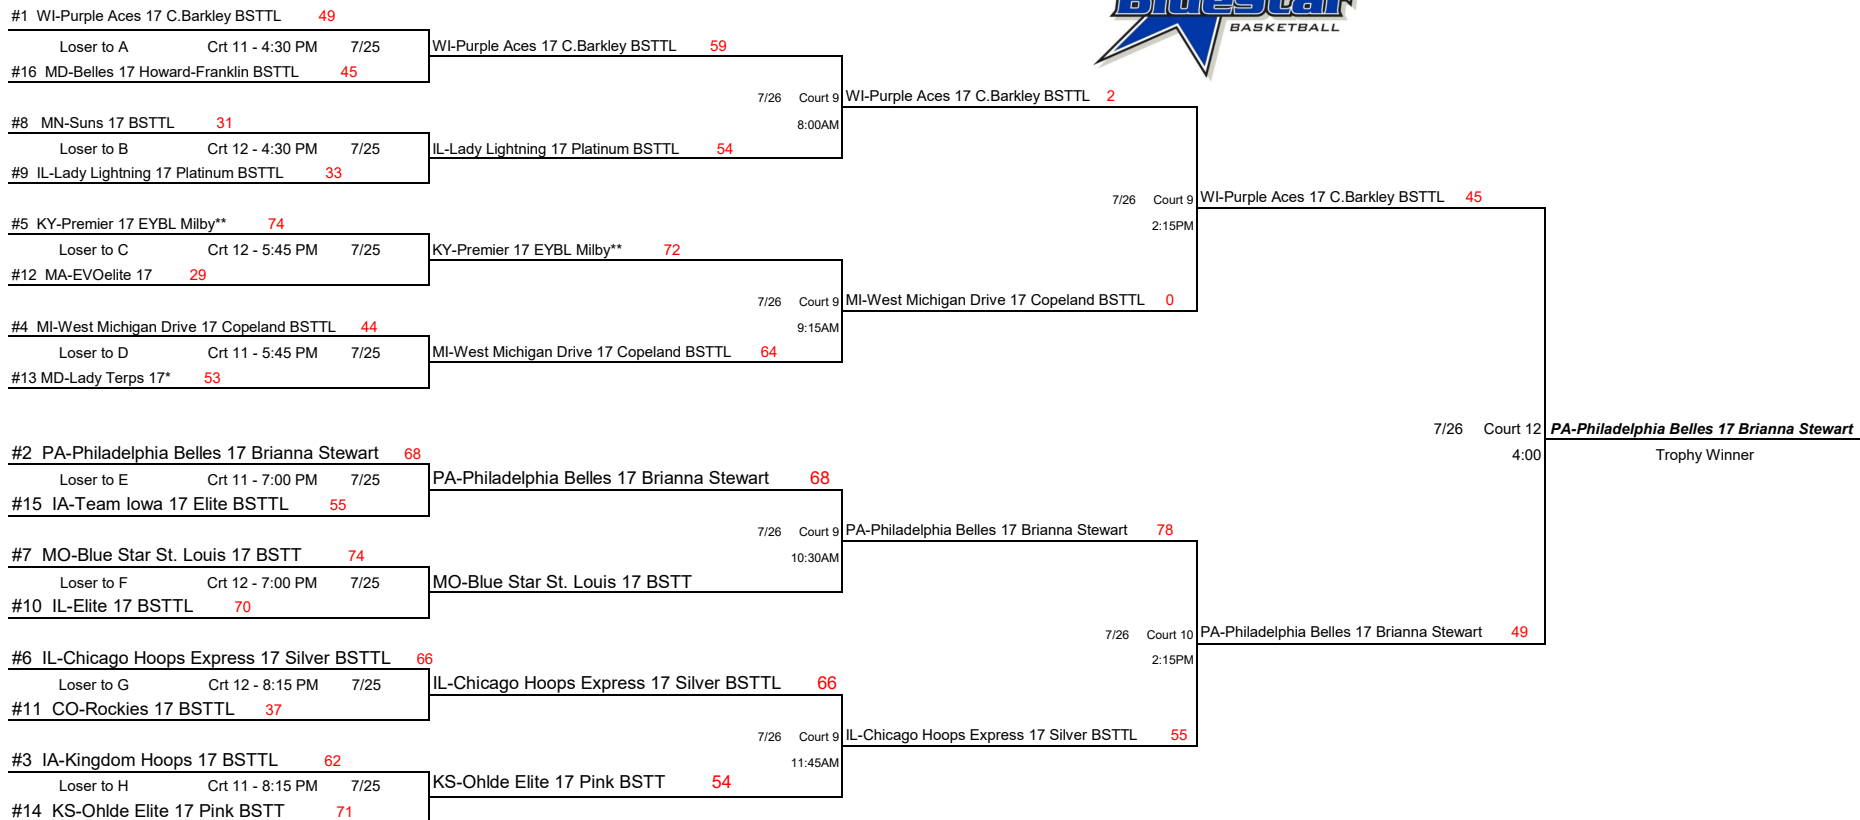 BlueStar
BASKETBALL
#1 WI-Purple Aces 17 C.Barkley BSTTL 49
Loser to A Crt 11 - 4:30 PM 7/25
#16 MD-Belles 17 Howard-Franklin BSTTL 45
WI-Purple Aces 17 C.Barkley BSTTL 59
#8 MN-Suns 17 BSTTL 31
Loser to B Crt 12 - 4:30 PM 7/25
#9 IL-Lady Lightning 17 Platinum BSTTL 33
IL-Lady Lightning 17 Platinum BSTTL 54
7/26 Court 9
8:00AM
WI-Purple Aces 17 C.Barkley BSTTL 2
#5 KY-Premier 17 EYBL Milby** 74
Loser to C Crt 12 - 5:45 PM 7/25
#12 MA-EVOelite 17 29
KY-Premier 17 EYBL Milby** 72
#4 MI-West Michigan Drive 17 Copeland BSTTL 44
Loser to D Crt 11 - 5:45 PM 7/25
#13 MD-Lady Terps 17* 53
MI-West Michigan Drive 17 Copeland BSTTL 64
7/26 Court 9
9:15AM
MI-West Michigan Drive 17 Copeland BSTTL 0
7/26 Court 9
2:15PM
WI-Purple Aces 17 C.Barkley BSTTL 45
#2 PA-Philadelphia Belles 17 Brianna Stewart 68
Loser to E Crt 11 - 7:00 PM 7/25
#15 IA-Team Iowa 17 Elite BSTTL 55
PA-Philadelphia Belles 17 Brianna Stewart 68
#7 MO-Blue Star St. Louis 17 BSTT 74
Loser to F Crt 12 - 7:00 PM 7/25
#10 IL-Elite 17 BSTTL 70
MO-Blue Star St. Louis 17 BSTT
7/26 Court 9
10:30AM
PA-Philadelphia Belles 17 Brianna Stewart 78
#6 IL-Chicago Hoops Express 17 Silver BSTTL 66
Loser to G Crt 12 - 8:15 PM 7/25
#11 CO-Rockies 17 BSTTL 37
IL-Chicago Hoops Express 17 Silver BSTTL 66
#3 IA-Kingdom Hoops 17 BSTTL 62
Loser to H Crt 11 - 8:15 PM 7/25
#14 KS-Ohlde Elite 17 Pink BSTT 71
KS-Ohlde Elite 17 Pink BSTT 54
7/26 Court 9
11:45AM
IL-Chicago Hoops Express 17 Silver BSTTL 55
7/26 Court 10
2:15PM
PA-Philadelphia Belles 17 Brianna Stewart 49
7/26 Court 12
4:00
PA-Philadelphia Belles 17 Brianna Stewart
Trophy Winner